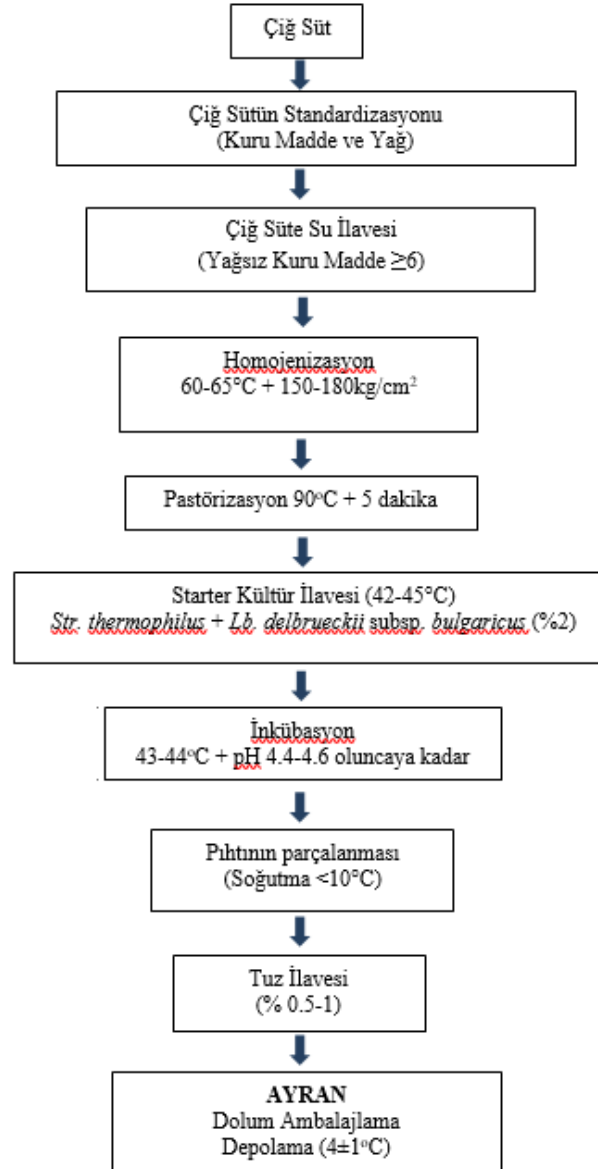 Çiğ Süt
Çiğ Sütün Standardizasyonu
(Kuru Madde ve Yağ)
Çiğ Süte Su İlavesi
(Yağsız Kuru Madde ≥6)
Homojenizasyon
60-65°C + 150-180kg/cm²
Pastörizasyon 90°C + 5 dakika
Starter Kültür İlavesi (42-45°C)
Str. thermophilus + Lb. delbrueckii subsp. bulgaricus (%2)
İnkübasyon
43-44°C + pH 4.4-4.6 oluncaya kadar
Pıhtının parçalanması
(Soğutma <10°C)
Tuz İlavesi
(% 0.5-1)
AYRAN
Dolum Ambalajlama
Depolama (4±1°C)